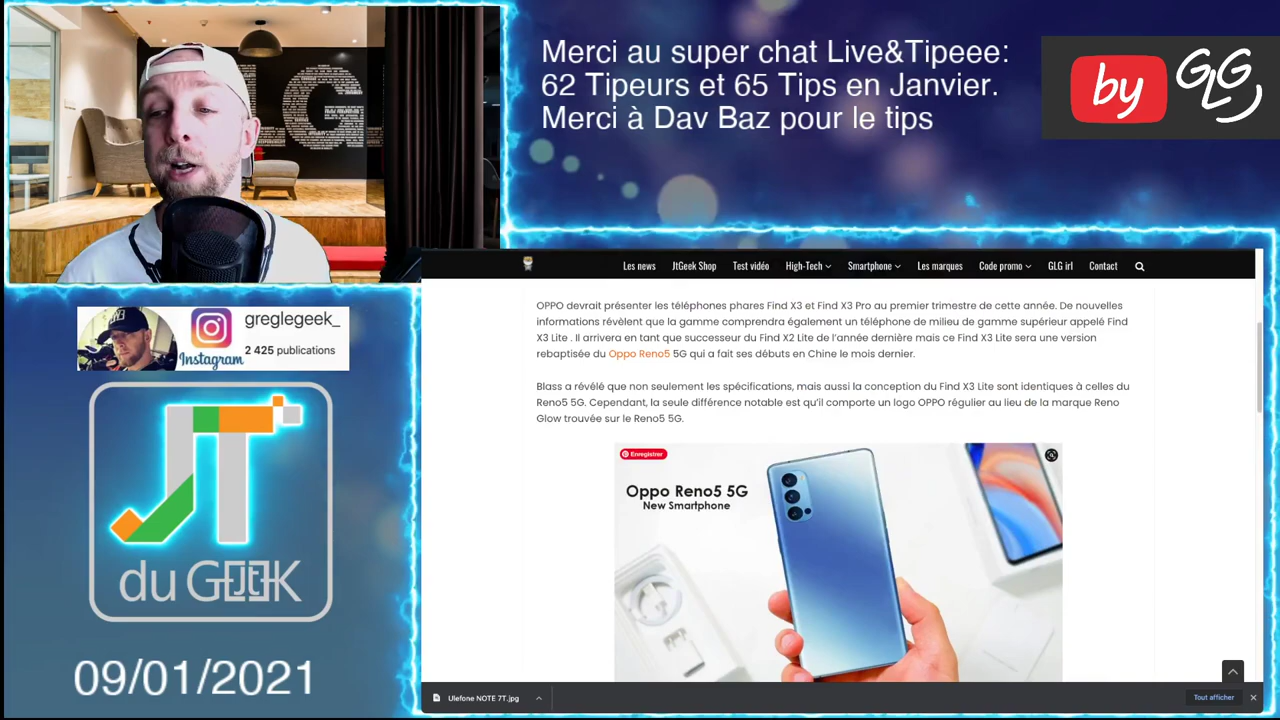 Merci au super chat Live&Tipeee:
62 Tipeurs et 65 Tips en Janvier.
Merci à Dav Baz pour le tips
by GLG
greglegeek_
Instagram
2 425 publications
JT
du GEEK
09/01/2021
Les news JtGeek Shop Test vidéo High-Tech Smartphone Les marques Code promo GLG irl Contact
OPPO devrait présenter les téléphones phares Find X3 et Find X3 Pro au premier trimestre de cette année. De nouvelles
informations révèlent que la gamme comprendra également un téléphone de milieu de gamme supérieur appelé Find
X3 Lite . Il arrivera en tant que successeur du Find X2 Lite de l'année dernière mais ce Find X3 Lite sera une version
rebaptisée du Oppo Reno5 5G qui a fait ses débuts en Chine le mois dernier.
Blass a révélé que non seulement les spécifications, mais aussi la conception du Find X3 Lite sont identiques à celles du
Reno5 5G. Cependant, la seule différence notable est qu'il comporte un logo OPPO régulier au lieu de la marque Reno
Glow trouvée sur le Reno5 5G.
Enregistrer
Oppo Reno5 5G
New Smartphone
Ulefone NOTE 7T.jpg
Tout afficher